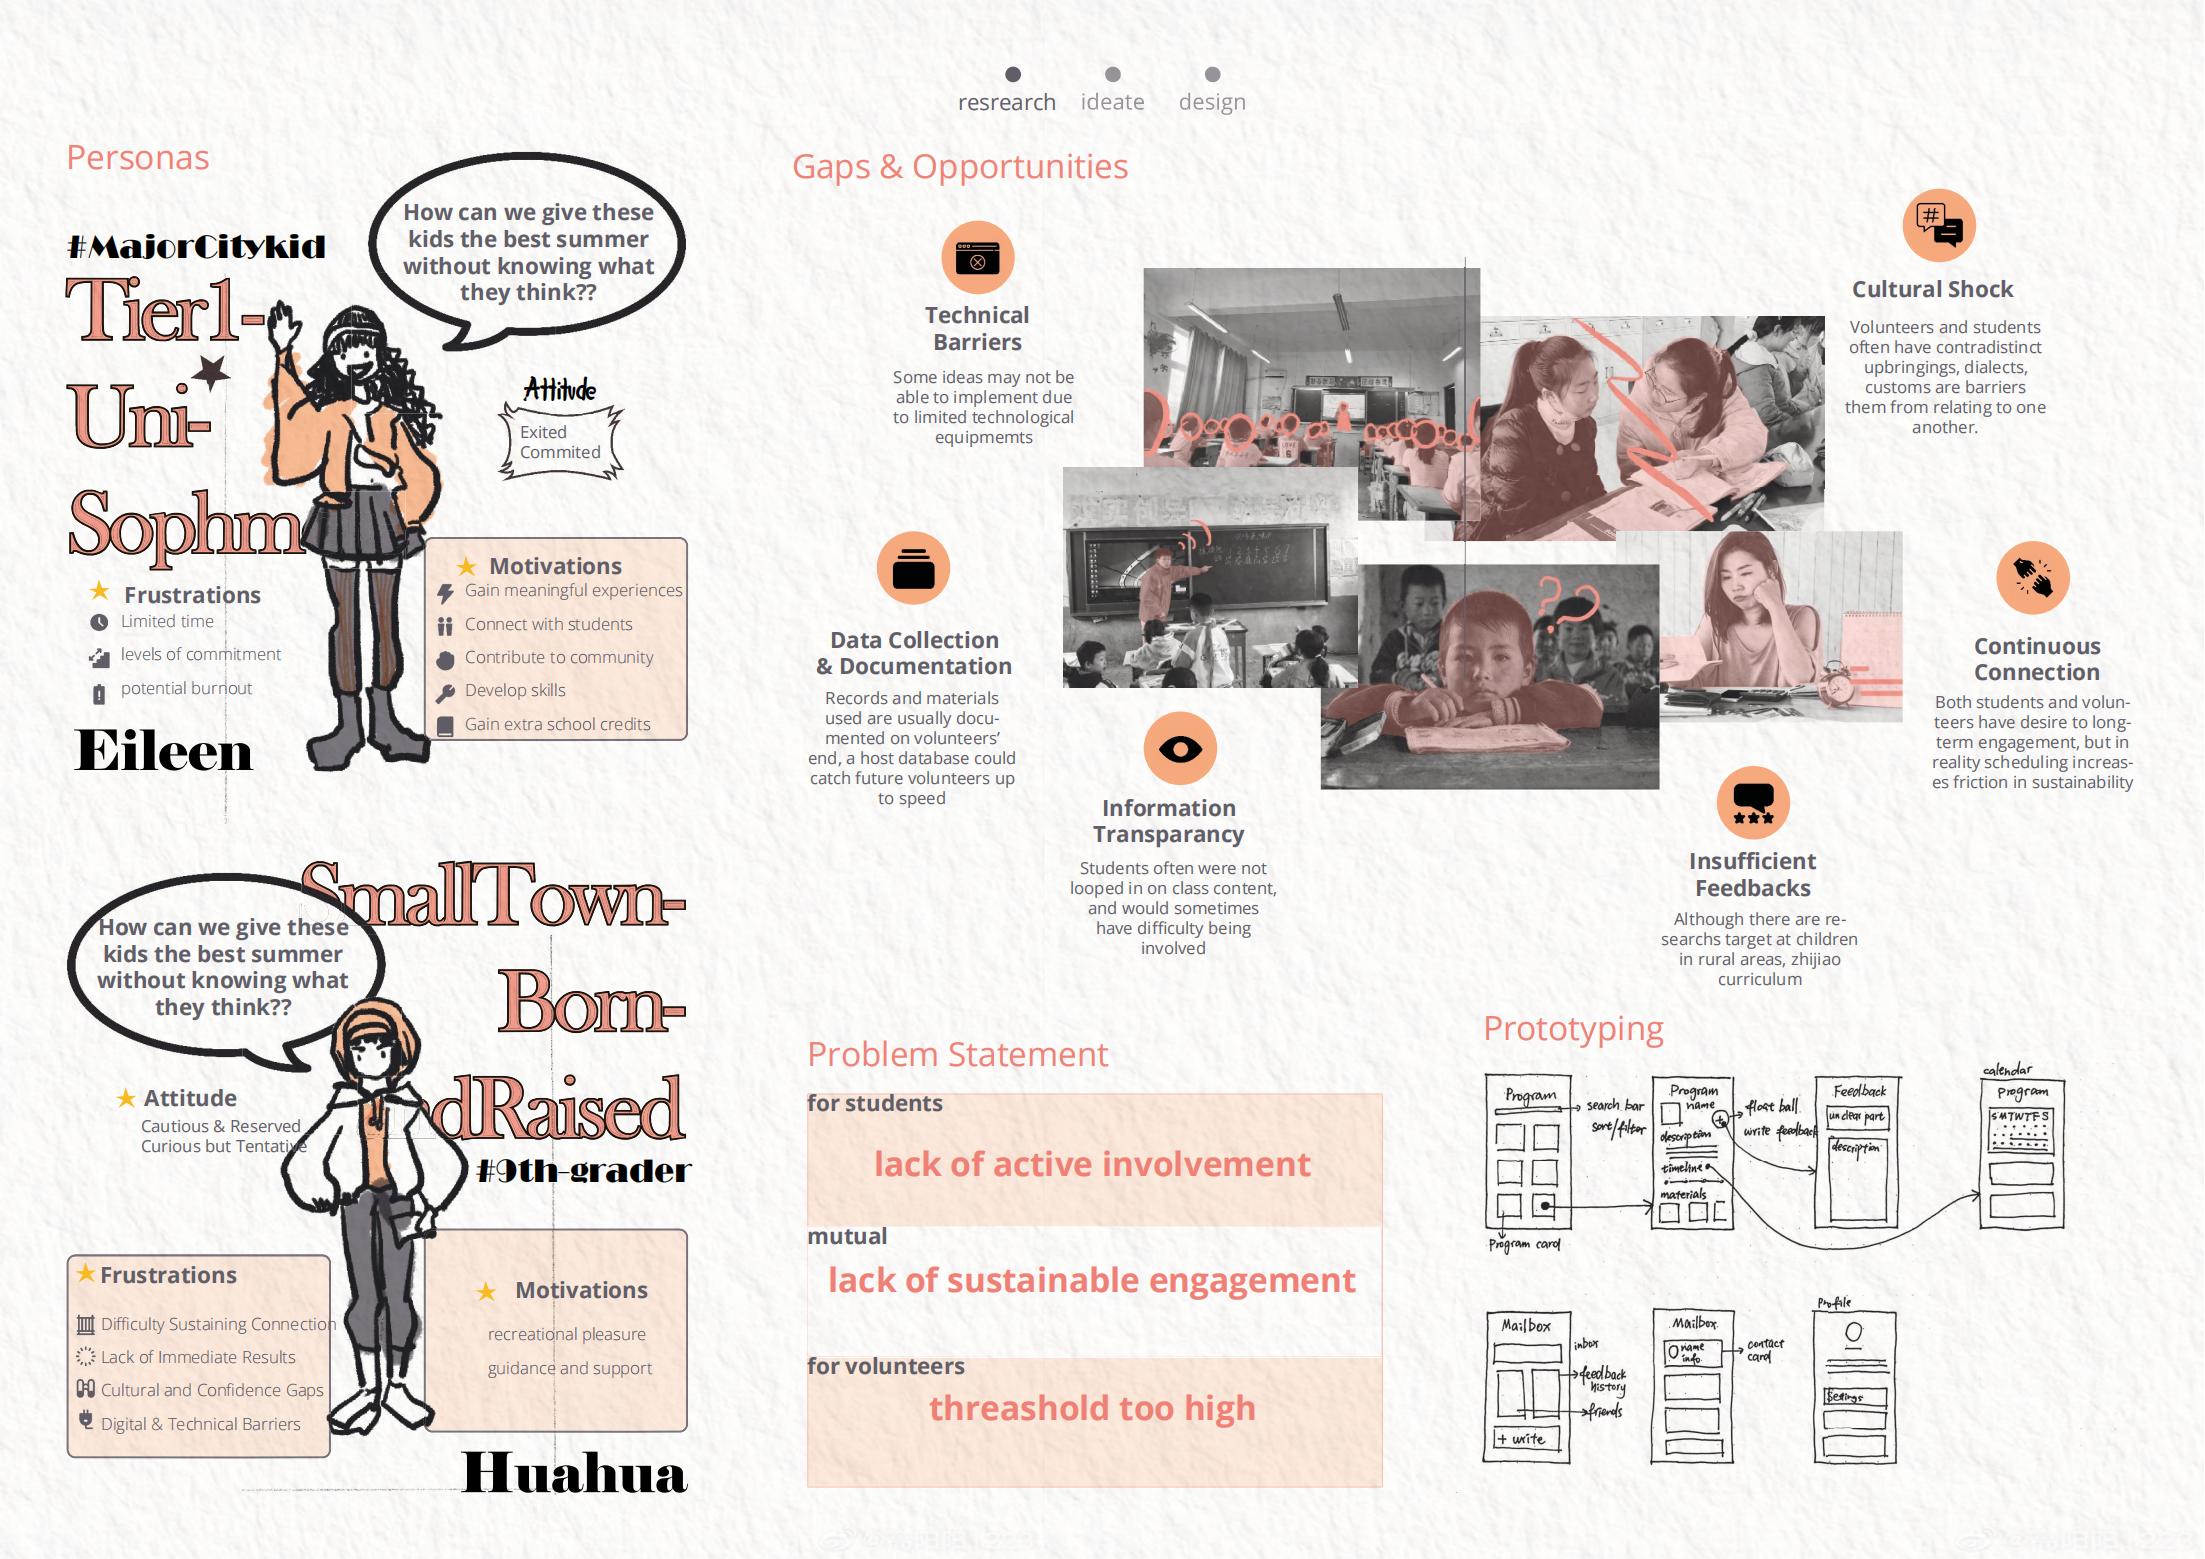 resrearch
ideate
design
Personas
How can we give these
kids the best summer
without knowing what
they think??
#MajorCitykid
Tier1-
Uni-
Sophm
Attitude
Exited
Commited
Frustrations
Limited time
levels of commitment
potential burnout
Motivations
Gain meaningful experiences
Connect with students
Contribute to community
Develop skills
Gain extra school credits
Eileen
SmallTown-
Born-
dRaised
#9th-grader
How can we give these
kids the best summer
without knowing what
they think??
Attitude
Cautious & Reserved
Curious but Tentative
Frustrations
Difficulty Sustaining Connection
Lack of Immediate Results
Cultural and Confidence Gaps
Digital & Technical Barriers
Motivations
recreational pleasure
guidance and support
Huahua
Gaps & Opportunities
Technical
Barriers
Some ideas may not be
able to implement due
to limited technological
equipmemts
Cultural Shock
Volunteers and students
often have contradistinct
upbringings, dialects,
customs are barriers
them from relating to one
another.
Data Collection
& Documentation
Records and materials
used are usually docu-
mented on volunteers'
end, a host database could
catch future volunteers up
to speed
??
Continuous
Connection
Both students and volun-
teers have desire to long-
term engagement, but in
reality scheduling increas-
es friction in sustainability
Information
Transparancy
Students often were not
looped in on class content,
and would sometimes
have difficulty being
involved
Insufficient
Feedbacks
Although there are re-
searchs target at children
in rural areas, zhijiao
curriculum
Problem Statement
for students
lack of active involvement
mutual
lack of sustainable engagement
for volunteers
threashold too high
Prototyping
Program
search bar
sort/filter
Program card
Program
name
description
timeline
materials
float ball
write feedback
Feedback
unclear part
description
calendar
Program
SMTWTFS
Mailbox
inbox
feedback
history
friends
+ write
Mailbox
name
info.
contact
card
Profile
Settings